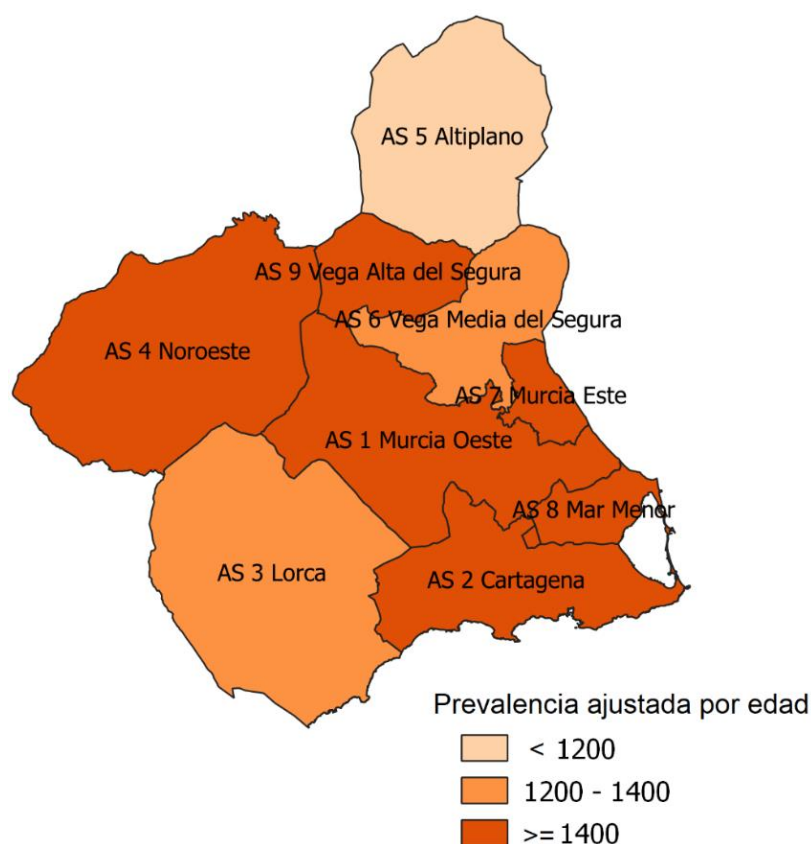 AS 5 Altiplano
AS 9 Vega Alta del Segura
AS 6 Vega Media del Segura
AS 4 Noroeste
AS 7 Murcia Este
AS 1 Murcia Oeste
AS 8 Mar Menor
AS 3 Lorca
AS 2 Cartagena
Prevalencia ajustada por edad
< 1200
1200 - 1400
>= 1400